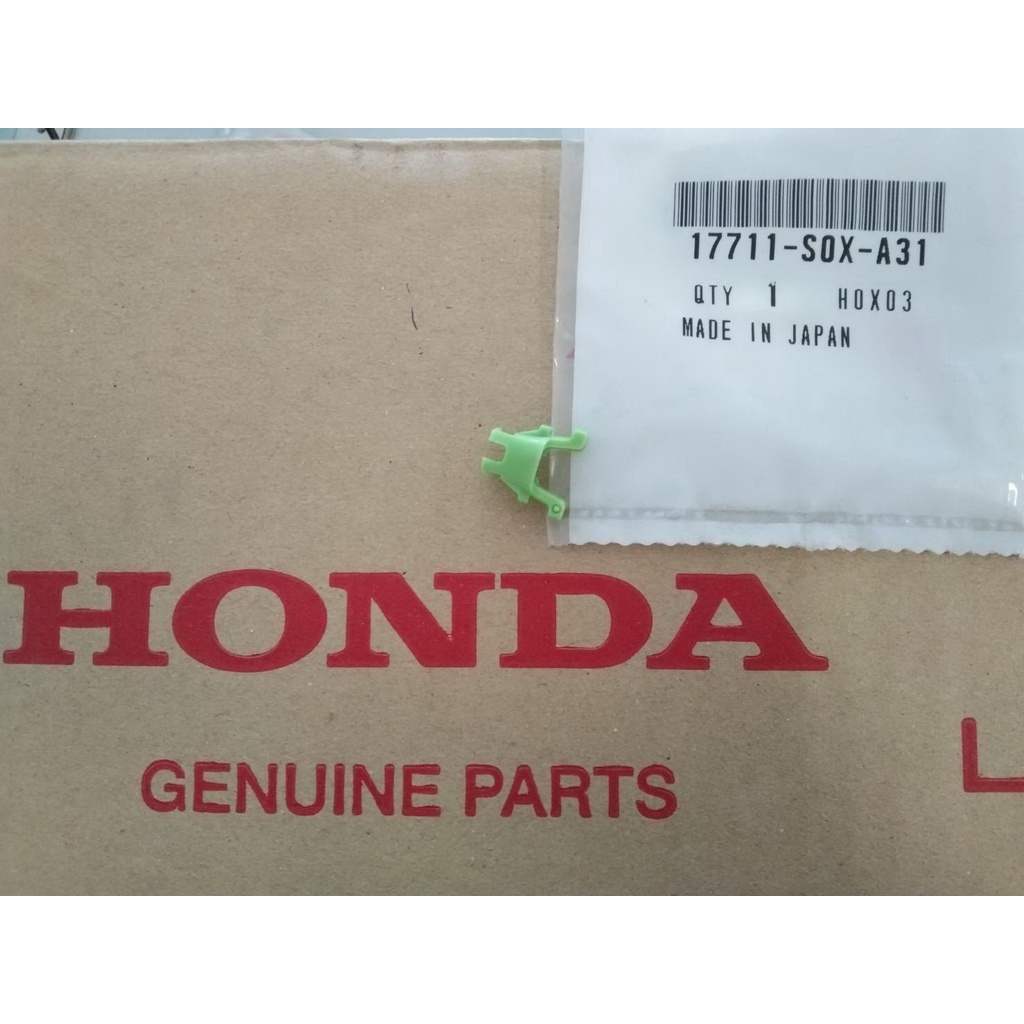 17711-S0X-A31
QTY 1 H0X03
MADE IN JAPAN
HONDA
GENUINE PARTS